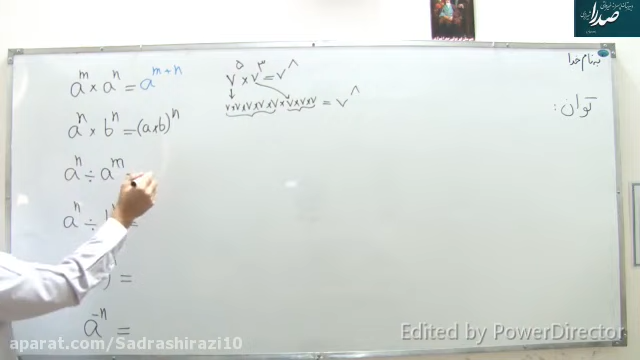 بنام خدا
توان:
a^m × a^n = a^{m+n}
۷^۵ × ۷^۳ = ۷^۸
۷×۷×۷×۷×۷×۷×۷×۷ = ۷^۸
a^n × b^n = (a×b)^n
a^n ÷ a^m =
a^n ÷ b
) =
a^{-n} =
صدرا
aparat.com/Sadrashirazi10
Edited by PowerDirector